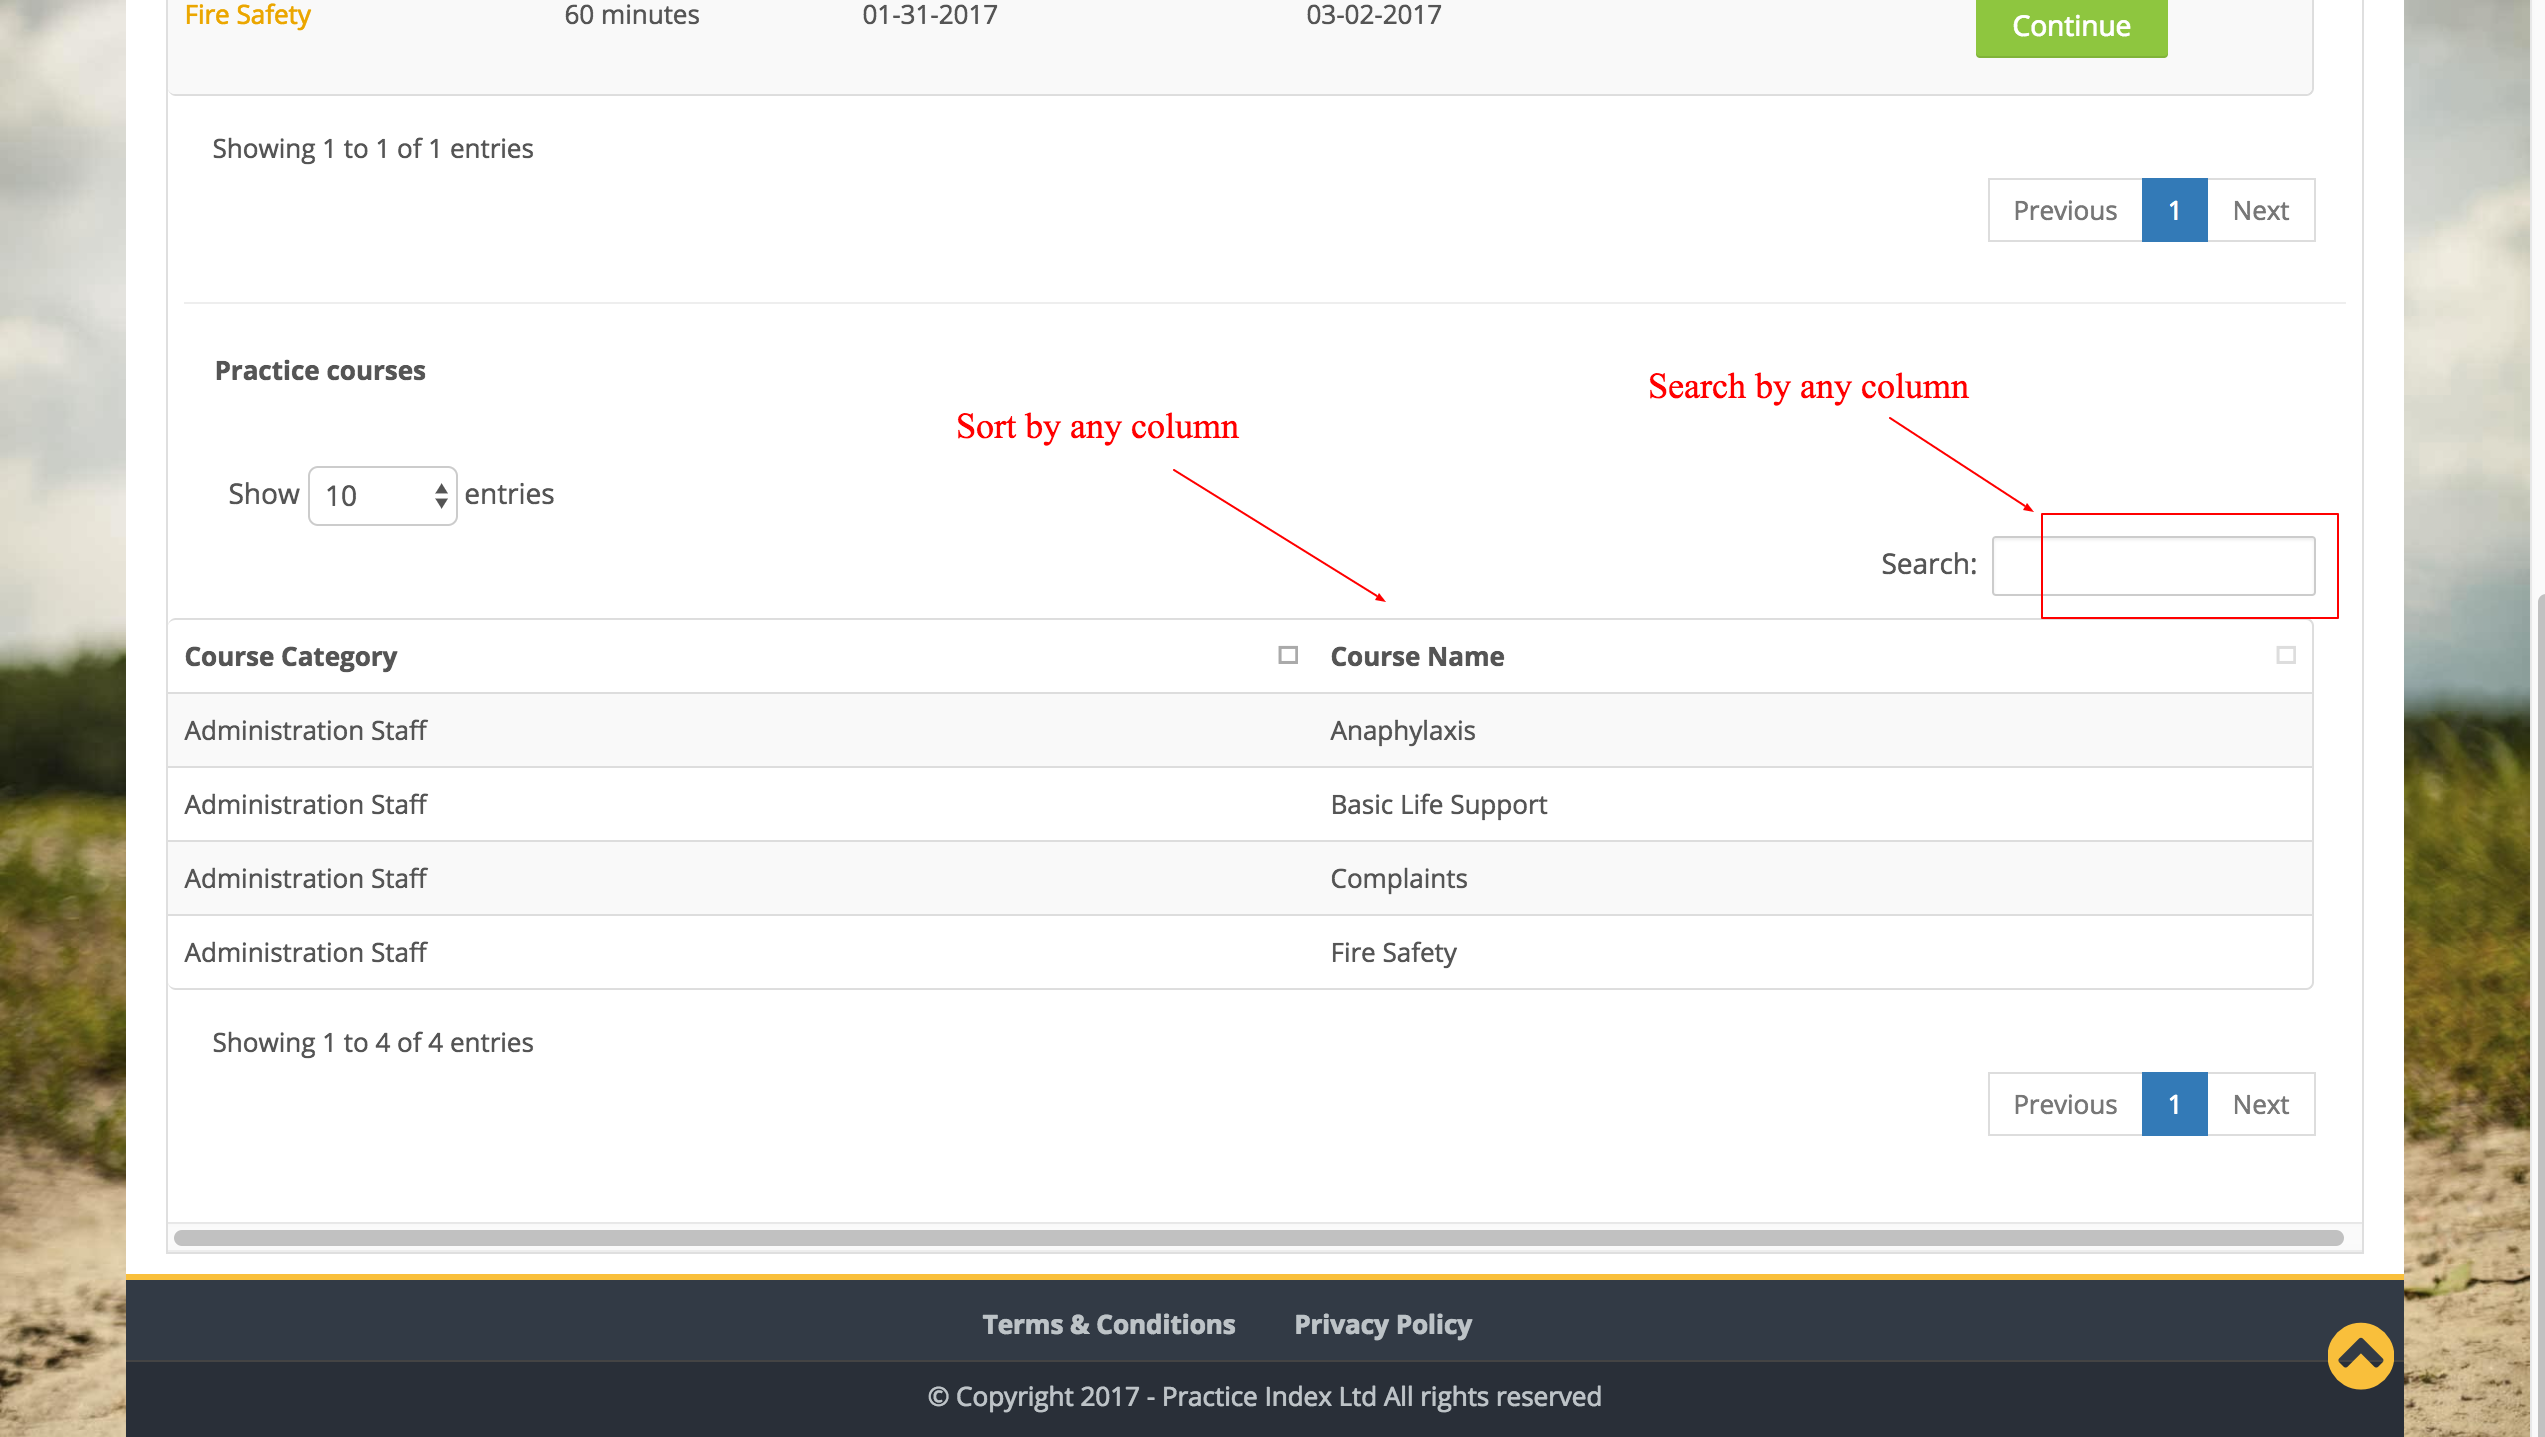 Fire Safety 60 minutes 01-31-2017 03-02-2017 Continue
Showing 1 to 1 of 1 entries
Previous 1 Next
Practice courses
Search by any column
Sort by any column
Show 10 entries
Search:
Course Category Course Name
Administration Staff Anaphylaxis
Administration Staff Basic Life Support
Administration Staff Complaints
Administration Staff Fire Safety
Showing 1 to 4 of 4 entries
Previous 1 Next
Terms & Conditions Privacy Policy
© Copyright 2017 - Practice Index Ltd All rights reserved